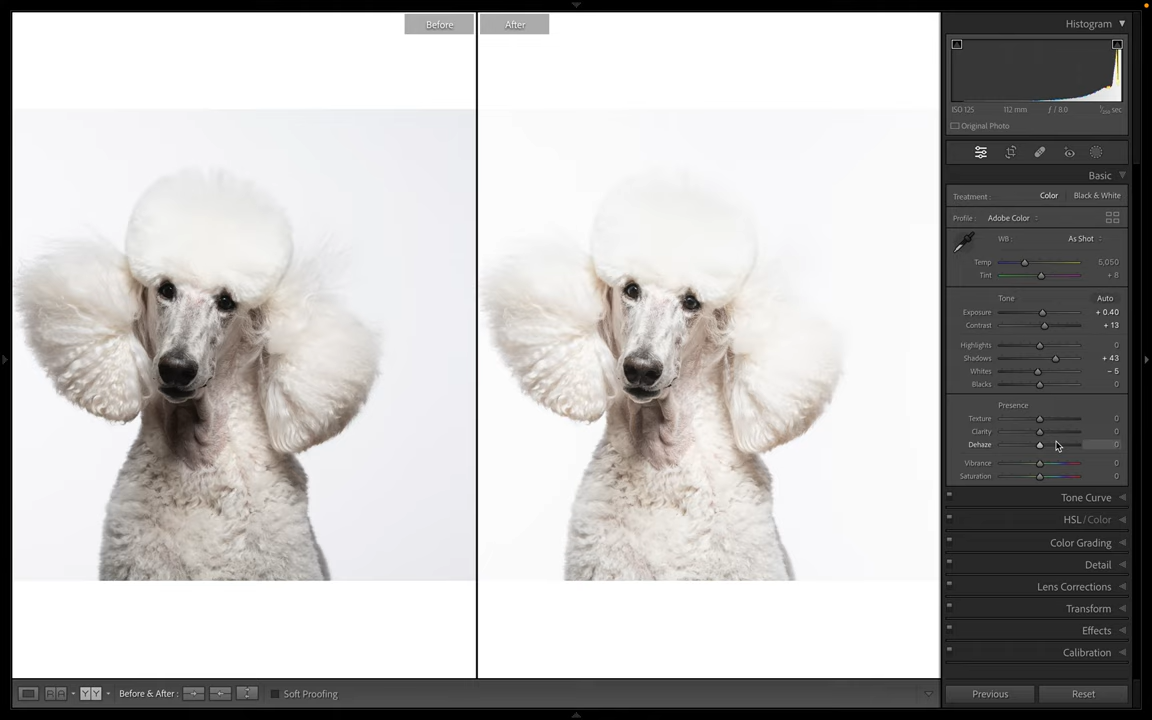 Before
After
Histogram
ISO 125 112 mm ƒ / 8.0 sec
Original Photo
Basic
Treatment : Color Black & White
Profile : Adobe Color
WB : As Shot
Temp 5,050
Tint + 8
Tone Auto
Exposure + 0.40
Contrast + 13
Highlights 0
Shadows + 43
Whites – 5
Blacks 0
Presence
Texture 0
Clarity 0
Dehaze 0
Vibrance 0
Saturation 0
Tone Curve
HSL / Color
Color Grading
Detail
Lens Corrections
Transform
Effects
Calibration
Before & After :
Soft Proofing
Previous
Reset